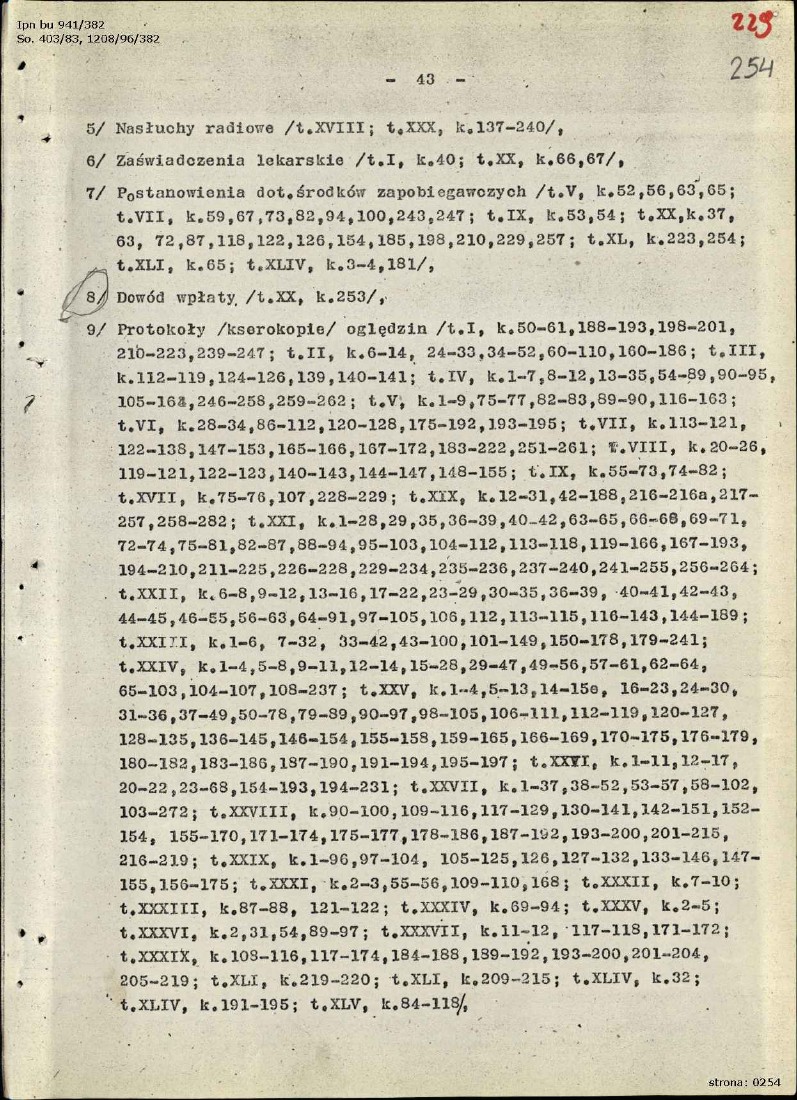 Ipn bu 941/382
So. 403/83, 1208/96/382
229
254
- 43 -
5/ Nasłuchy radiowe /t.XVIII; t.XXX, k.137-240/,
6/ Zaświadczenia lekarskie /t.I, k.40; t.XX, k.66,67/,
7/ Postanowienia dot.środków zapobiegawczych /t.V, k.52,56,63,65;
t.VII, k.59,67,73,82,94,100,243,247; t.IX, k.53,54; t.XX,k.37,
63, 72,87,118,122,126,154,185,198,210,229,257; t.XL, k.223,254;
t.XLI, k.65; t.XLIV, k.3-4,181/,
8/ Dowód wpłaty /t.XX, k.253/,
9/ Protokoły /kserokopie/ oględzin /t.I, k.50-61,188-193,198-201,
210-223,239-247; t.II, k.6-14, 24-33,34-52,60-110,160-186; t.III,
k.112-119,124-126,139,140-141; t.IV, k.1-7,8-12,13-35,54-89,90-95,
246-258,259-262; t.V, k.1-9,75-77,82-83,89-90,116-163;
t.VI, k.28-34,86-112,120-128,175-192,193-195; t.VII, k.113-121,
122-138,147-153,165-166,167-172,183-222,251-261; t.VIII, k.20-26,
119-121,122-123,140-143,144-147,148-155; t.IX, k.55-73,74-82;
t.XVII, k.75-76,107,228-229; t.XIX, k.12-31,42-188,216-216a,217-
257,258-282; t.XXI, k.1-28,29,35,36-39,40-42,63-65,66-68,69-71,
72-74,75-81,82-87,88-94,95-103,104-112,113-118,119-166,167-193,
194-210,211-225,226-228,229-234,235-236,237-240,241-255,256-264;
t.XXII, k.6-8,9-12,13-16,17-22,23-29,30-35,36-39, 40-41,42-43,
44-45,46-55,56-63,64-91,97-105,106,112,113-115,116-143,144-189;
t.XXIII, k.1-6, 7-32, 33-42,43-100,101-149,150-178,179-241;
t.XXIV, k.1-4,5-8,9-11,12-14,15-28,29-47,49-56,57-61,62-64,
65-103,104-107,108-237; t.XXV, k.1-4,5-13,14-15e, 16-23,24-30,
31-36,37-49,50-78,79-89,90-97,98-105,106-111,112-119,120-127,
128-135,136-145,146-154,155-158,159-165,166-169,170-175,176-179,
180-182,183-186,187-190,191-194,195-197; t.XXVI, k.1-11,12-17,
20-22,23-68,154-193,194-231; t.XXVII, k.1-37,38-52,53-57,58-102,
103-272; t.XXVIII, k.90-100,109-116,117-129,130-141,142-151,152-
154, 155-170,171-174,175-177,178-186,187-192,193-200,201-215,
216-219; t.XXIX, k.1-96,97-104, 105-125,126,127-132,133-146,147-
155,156-175; t.XXXI, k.2-3,55-56,109-110,168; t.XXXII, k.7-10;
t.XXXIII, k.87-88, 121-122; t.XXXIV, k.69-94; t.XXXV, k.2-5;
t.XXXVI, k.2,31,54,89-97; t.XXXVII, k.11-12, 117-118,171-172;
t.XXXIX, k.108-116,117-174,184-188,189-192,193-200,201-204,
205-219; t.XLI, k.219-220; t.XLI, k.209-215; t.XLIV, k.32;
t.XLIV, k.191-195; t.XLV, k.84-118/,
strona: 0254